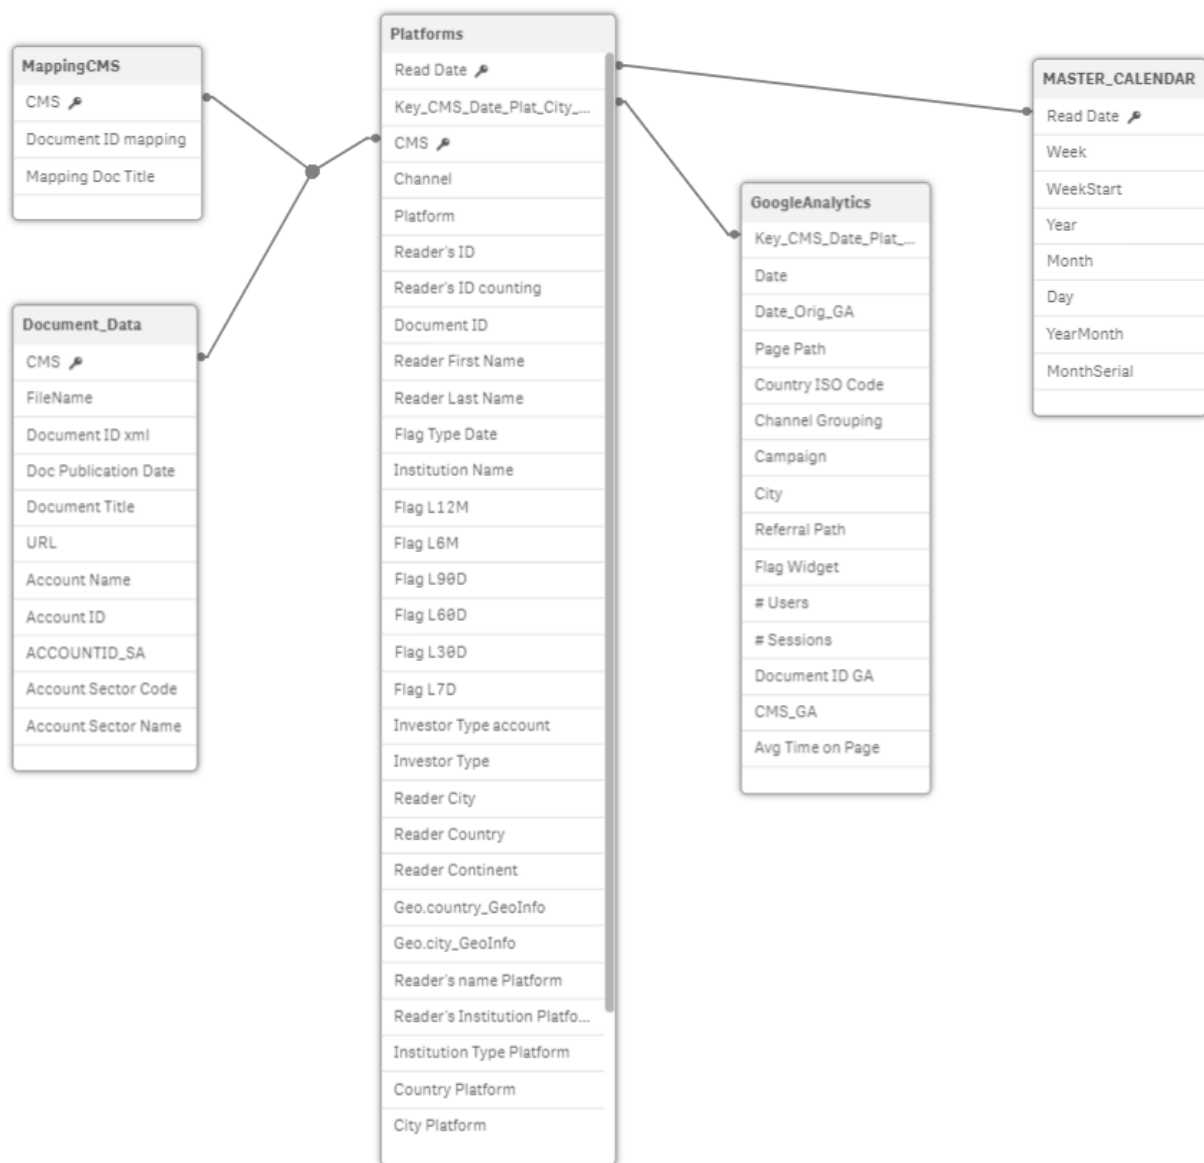 MappingCMS
CMS
Document ID mapping
Mapping Doc Title
Document_Data
CMS
FileName
Document ID xml
Doc Publication Date
Document Title
URL
Account Name
Account ID
ACCOUNTID_SA
Account Sector Code
Account Sector Name
Platforms
Read Date
Key_CMS_Date_Plat_City_...
CMS
Channel
Platform
Reader's ID
Reader's ID counting
Document ID
Reader First Name
Reader Last Name
Flag Type Date
Institution Name
Flag L12M
Flag L6M
Flag L90D
Flag L60D
Flag L30D
Flag L7D
Investor Type account
Investor Type
Reader City
Reader Country
Reader Continent
Geo.country_GeoInfo
Geo.city_GeoInfo
Reader's name Platform
Reader's Institution Platfo...
Institution Type Platform
Country Platform
City Platform
GoogleAnalytics
Key_CMS_Date_Plat_...
Date
Date_Orig_GA
Page Path
Country ISO Code
Channel Grouping
Campaign
City
Referral Path
Flag Widget
# Users
# Sessions
Document ID GA
CMS_GA
Avg Time on Page
MASTER_CALENDAR
Read Date
Week
WeekStart
Year
Month
Day
YearMonth
MonthSerial